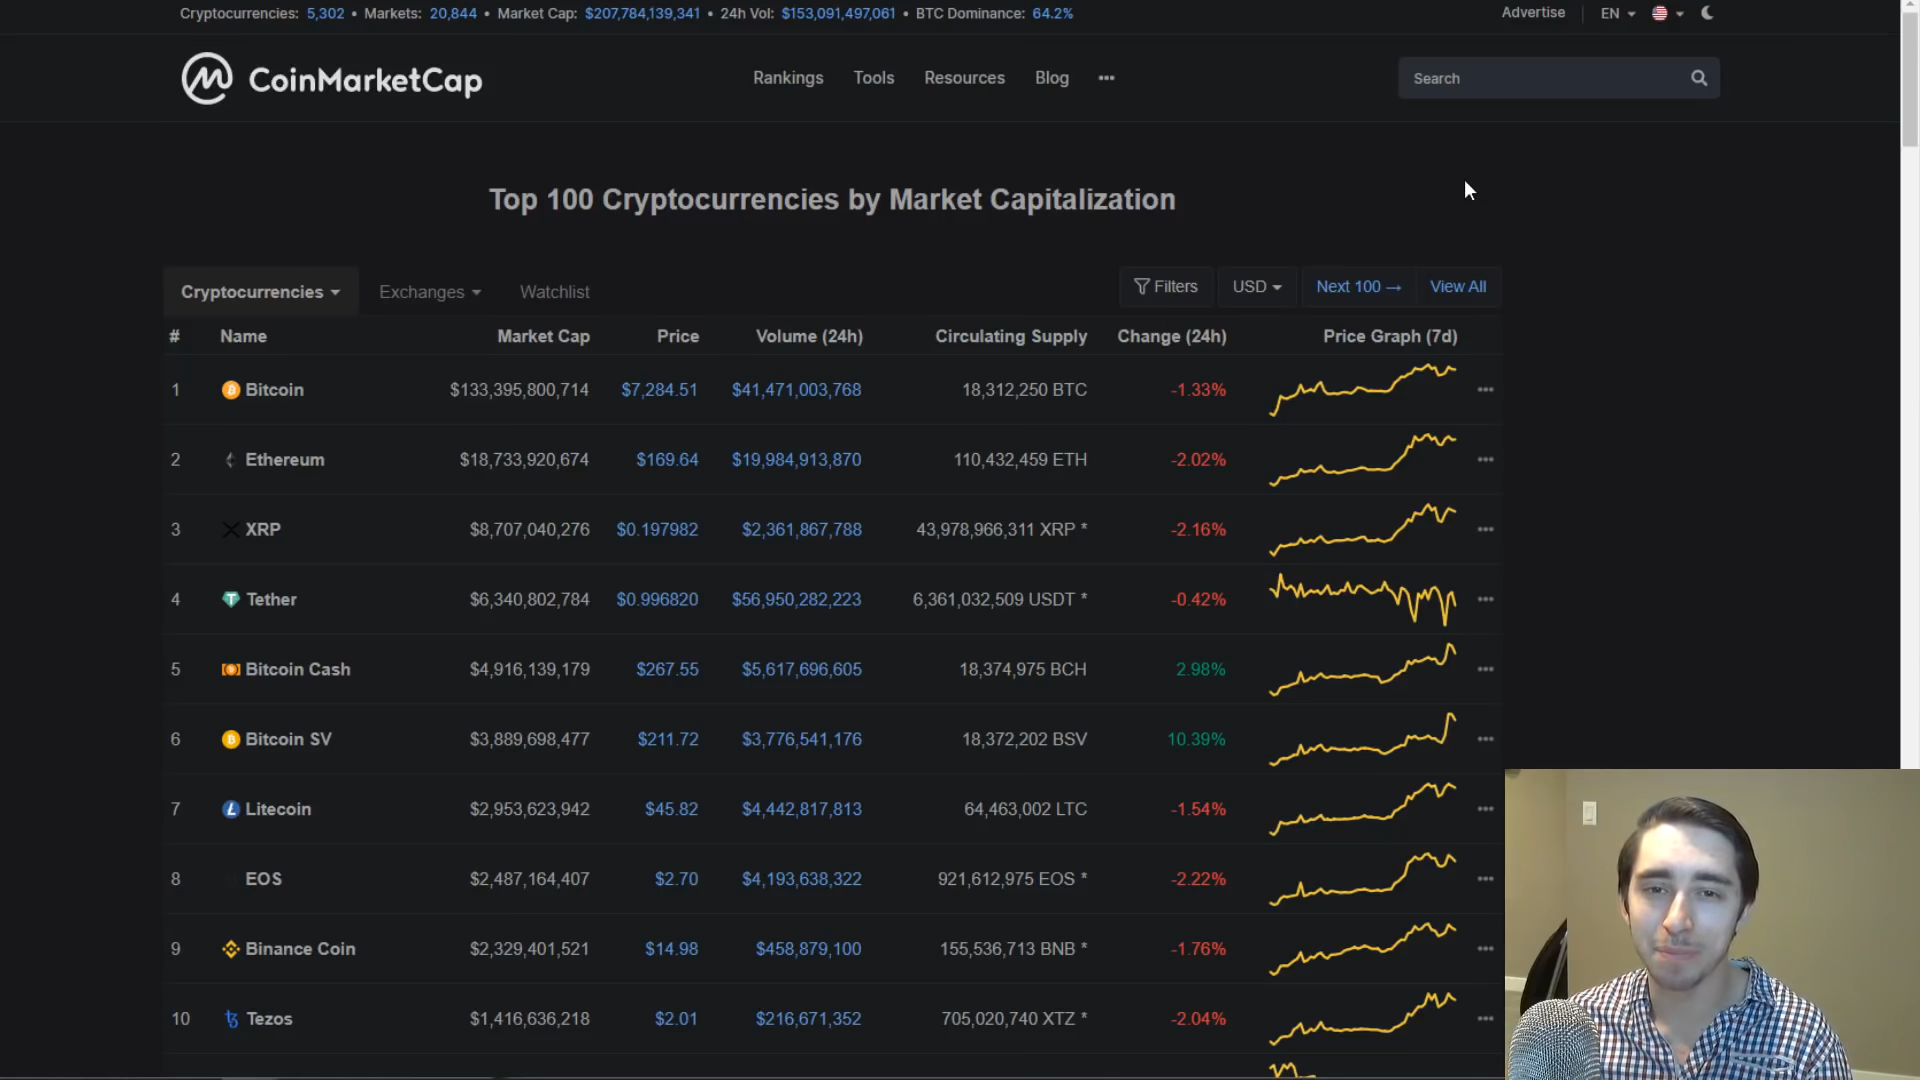 Cryptocurrencies: 5,302 • Markets: 20,844 • Market Cap: $207,784,139,341 • 24h Vol: $153,091,497,061 • BTC Dominance: 64.2% Advertise EN
CoinMarketCap Rankings Tools Resources Blog ••• Search
Top 100 Cryptocurrencies by Market Capitalization
Cryptocurrencies Exchanges Watchlist Filters USD Next 100 → View All
# Name Market Cap Price Volume (24h) Circulating Supply Change (24h) Price Graph (7d)
1 Bitcoin $133,395,800,714 $7,284.51 $41,471,003,768 18,312,250 BTC -1.33%
2 Ethereum $18,733,920,674 $169.64 $19,984,913,870 110,432,459 ETH -2.02%
3 XRP $8,707,040,276 $0.197982 $2,361,867,788 43,978,966,311 XRP * -2.16%
4 Tether $6,340,802,784 $0.996820 $56,950,282,223 6,361,032,509 USDT * -0.42%
5 Bitcoin Cash $4,916,139,179 $267.55 $5,617,696,605 18,374,975 BCH 2.98%
6 Bitcoin SV $3,889,698,477 $211.72 $3,776,541,176 18,372,202 BSV 10.39%
7 Litecoin $2,953,623,942 $45.82 $4,442,817,813 64,463,002 LTC -1.54%
8 EOS $2,487,164,407 $2.70 $4,193,638,322 921,612,975 EOS * -2.22%
9 Binance Coin $2,329,401,521 $14.98 $458,879,100 155,536,713 BNB * -1.76%
10 Tezos $1,416,636,218 $2.01 $216,671,352 705,020,740 XTZ * -2.04%